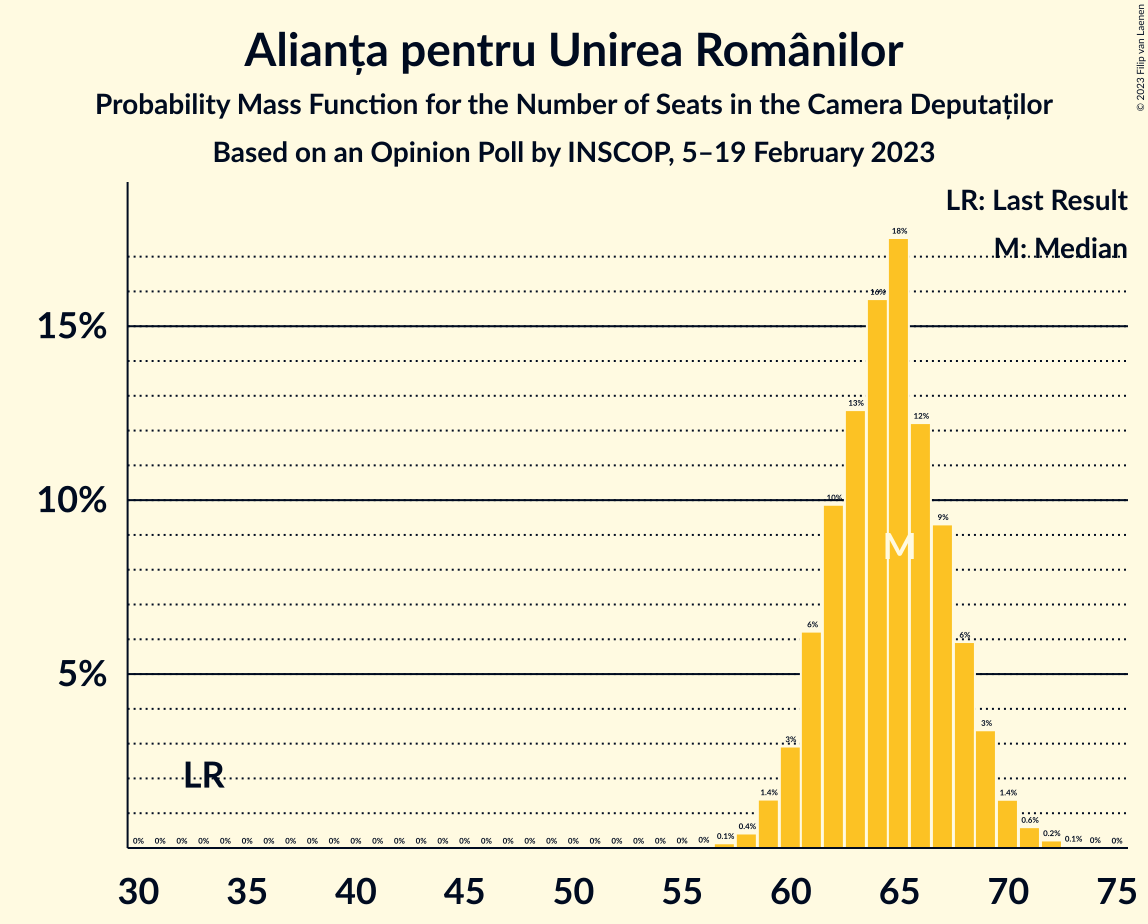 Alianța pentru Unirea Românilor
Probability Mass Function for the Number of Seats in the Camera Deputaților
Based on an Opinion Poll by INSCOP, 5–19 February 2023
© 2023 Filip van Laenen
LR: Last Result
M: Median
15%
10%
5%
LR
M
0% 0% 0% 0% 0% 0% 0% 0% 0% 0% 0% 0% 0% 0% 0% 0% 0% 0% 0% 0% 0% 0% 0% 0% 0% 0% 0% 0.1% 0.4% 1.4% 3% 6% 10% 13% 16% 18% 12% 9% 6% 3% 1.4% 0.6% 0.2% 0.1% 0% 0%
30 35 40 45 50 55 60 65 70 75